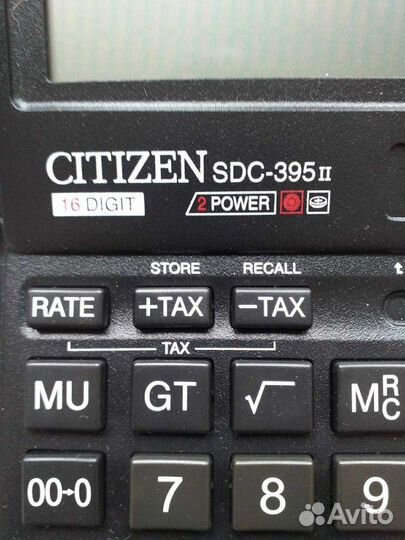 CITIZEN SDC-395II
16 DIGIT 2 POWER
STORE RECALL
RATE +TAX −TAX
TAX
MU GT √ MRC
00→0 7 8 9
Avito